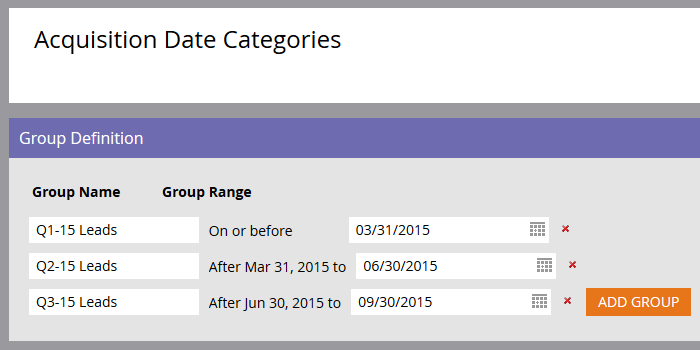 Acquisition Date Categories
Group Definition
Group Name Group Range
Q1-15 Leads On or before 03/31/2015
Q2-15 Leads After Mar 31, 2015 to 06/30/2015
Q3-15 Leads After Jun 30, 2015 to 09/30/2015 ADD GROUP